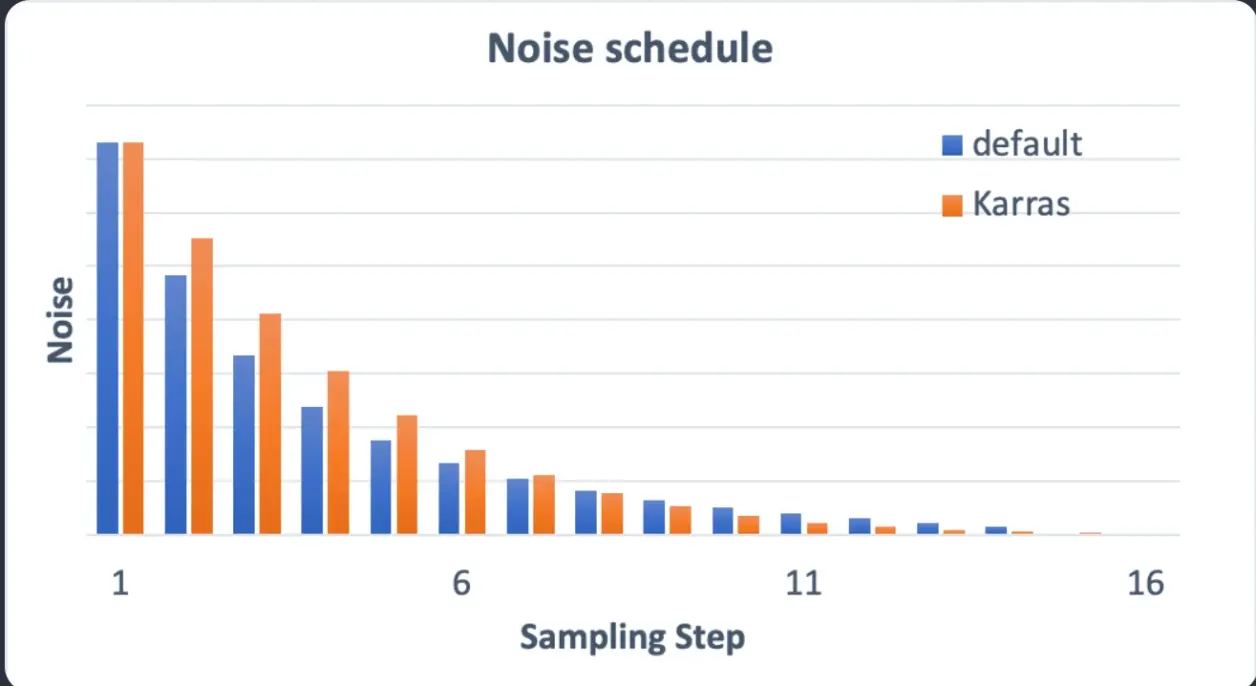 Noise schedule
default
Karras
Noise
1 6 11 16
Sampling Step